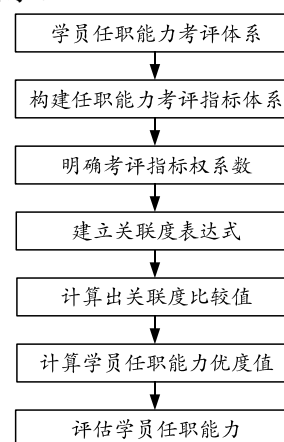 学员任职能力考评体系
构建任职能力考评指标体系
明确考评指标权系数
建立关联度表达式
计算出关联度比较值
计算学员任职能力优度值
评估学员任职能力